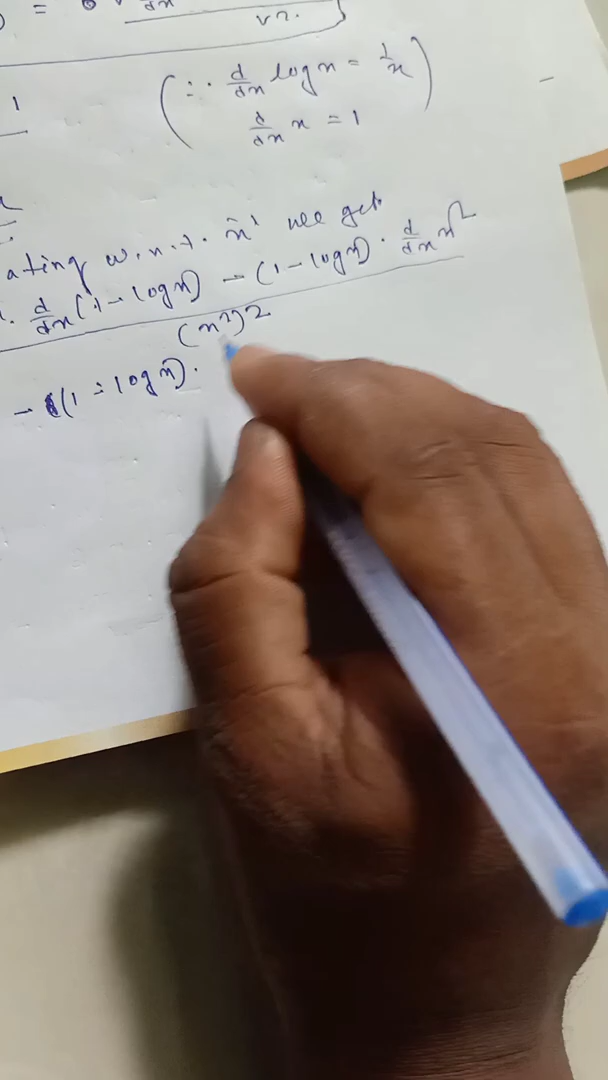 (∵ d/dx log x = 1/x
d/dx x = 1)
1
ating w.r.t. 'x' we get
. d/dx (1 - log x) - (1 - log x) . d/dx x²
(x²)2
- (1 - log x) .